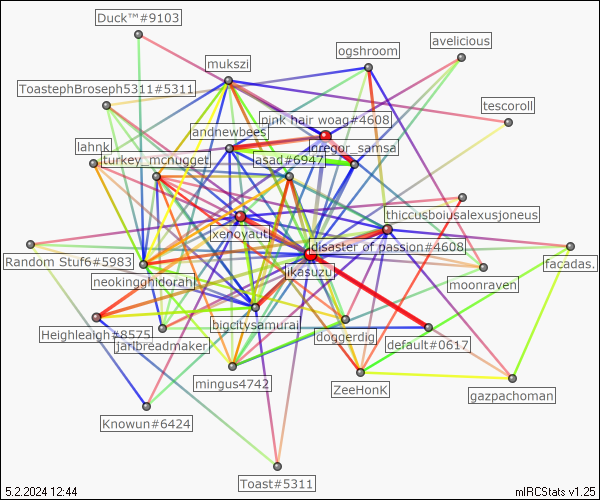 Duck™#9103
avelicious
ogshroom
mukszi
ToastephBroseph5311#5311
tescoroll
pink hair woag#4608
andnewbees
gregor_samsa
lahnk
turkey_mcnugget
asad#6947
thiccusboiusalexusjoneus
xenoyaut
disaster of passion#4608
Random Stuf6#5983
facadas.
ikasuzu
neokingghidorah
moonraven
bigcitysamurai
Heighleaigh#8575
doggerdig
jarlbreadmaker
default#0617
mingus4742
ZeeHonK
gazpachoman
Knowun#6424
Toast#5311
5.2.2024 12:44
mIRCStats v1.25